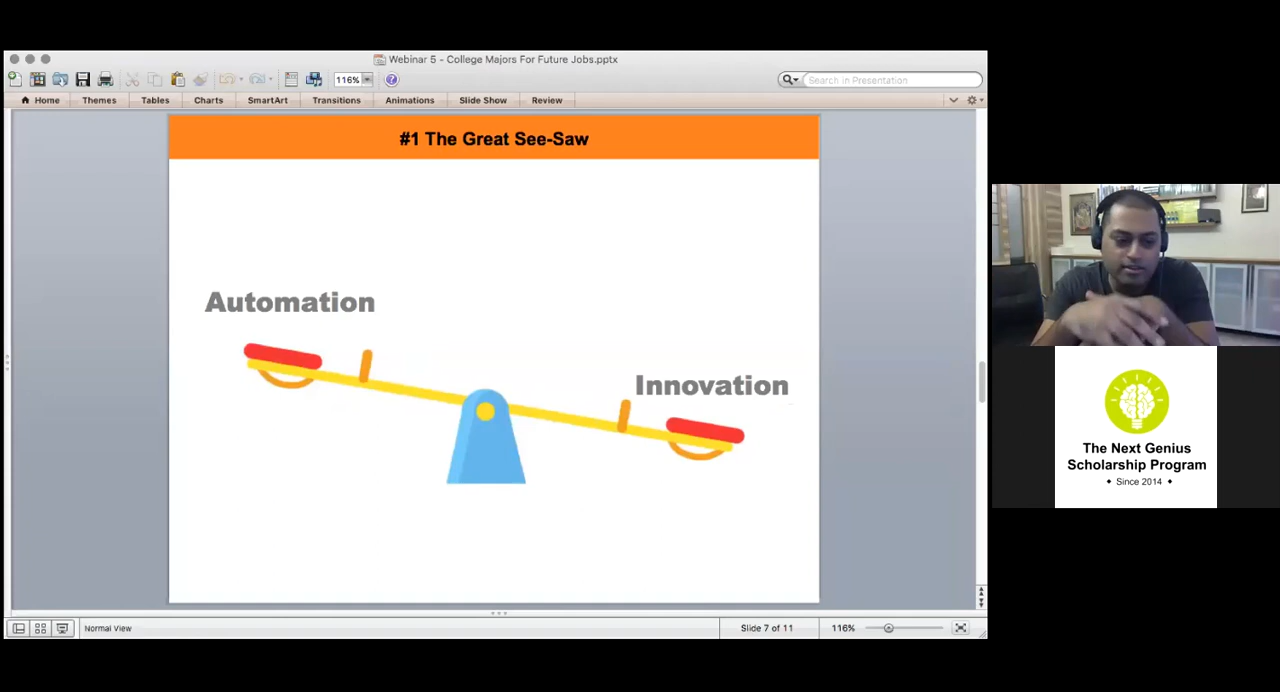 Webinar 5 - College Majors For Future Jobs.pptx
116%
Search in Presentation
Home Themes Tables Charts SmartArt Transitions Animations Slide Show Review
#1 The Great See-Saw
Automation
Innovation
The Next Genius
Scholarship Program
Since 2014
Normal View
Slide 7 of 11
116%